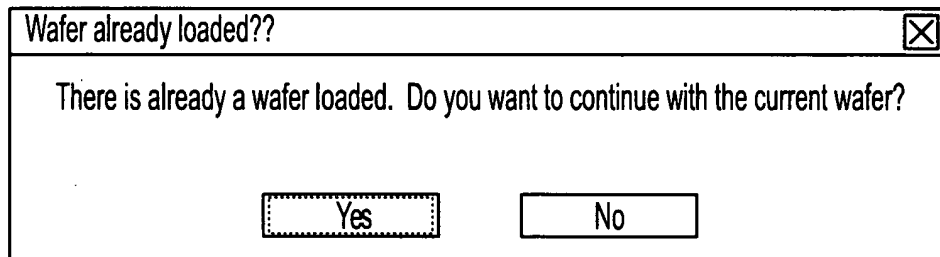 Wafer already loaded??
There is already a wafer loaded. Do you want to continue with the current wafer?
Yes No